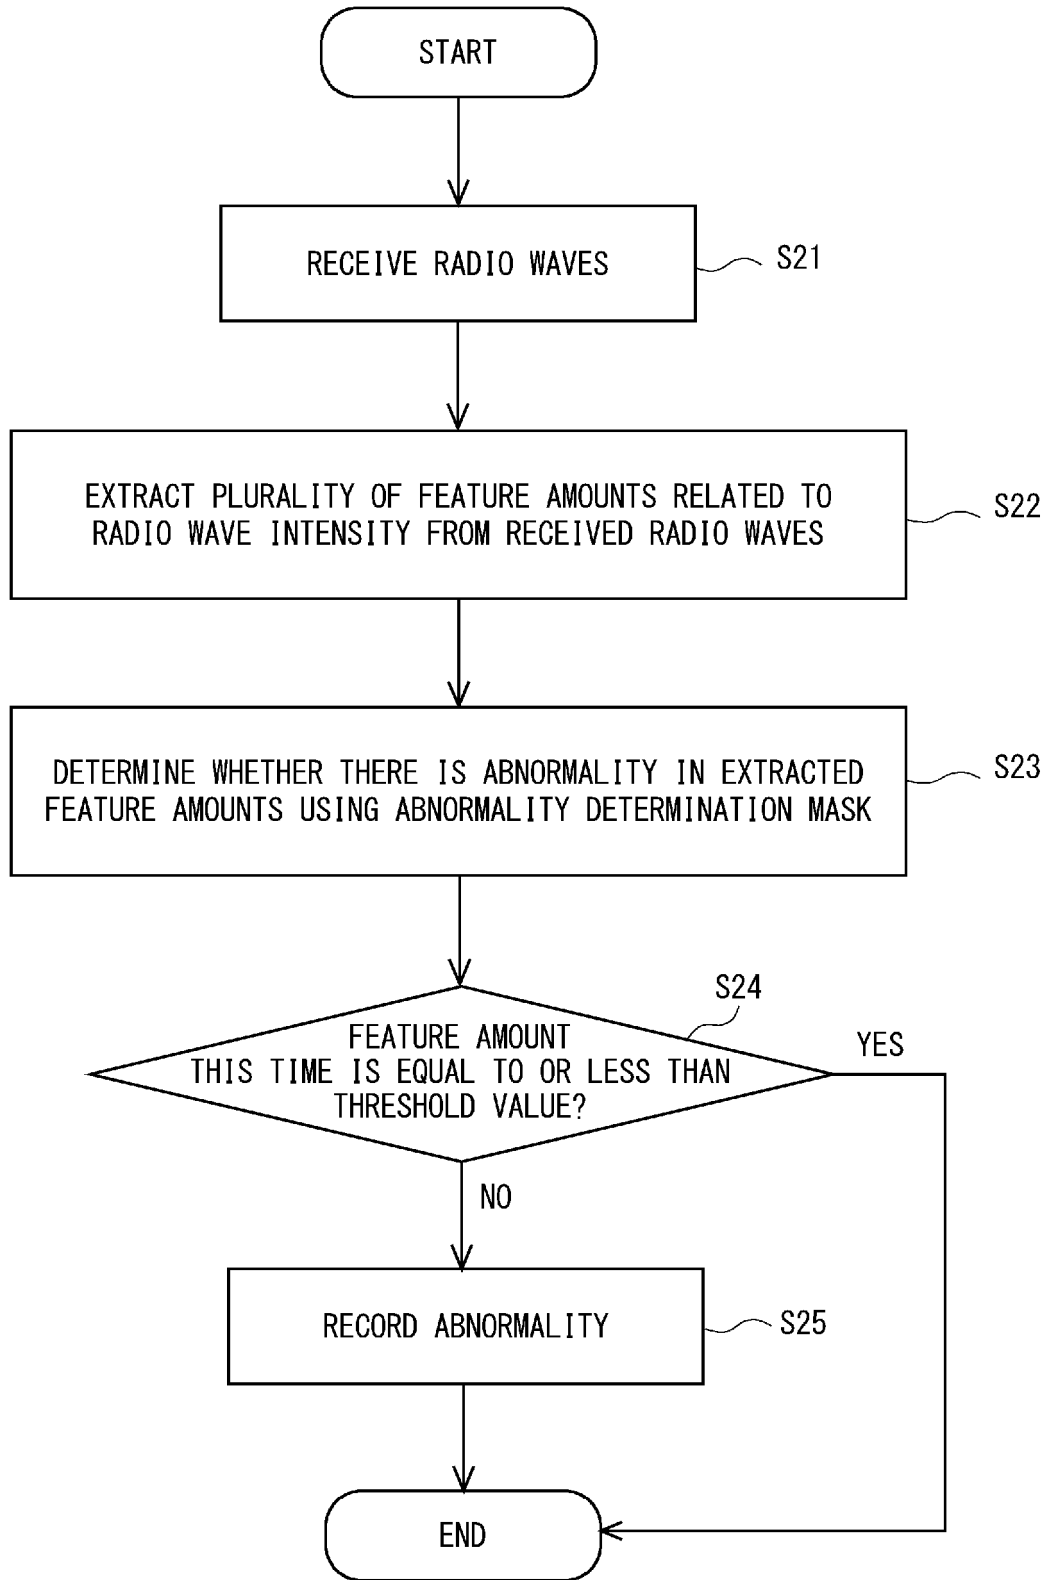 START
RECEIVE RADIO WAVES
S21
EXTRACT PLURALITY OF FEATURE AMOUNTS RELATED TO
RADIO WAVE INTENSITY FROM RECEIVED RADIO WAVES
S22
DETERMINE WHETHER THERE IS ABNORMALITY IN EXTRACTED
FEATURE AMOUNTS USING ABNORMALITY DETERMINATION MASK
S23
S24
FEATURE AMOUNT
THIS TIME IS EQUAL TO OR LESS THAN
THRESHOLD VALUE?
YES
NO
RECORD ABNORMALITY
S25
END